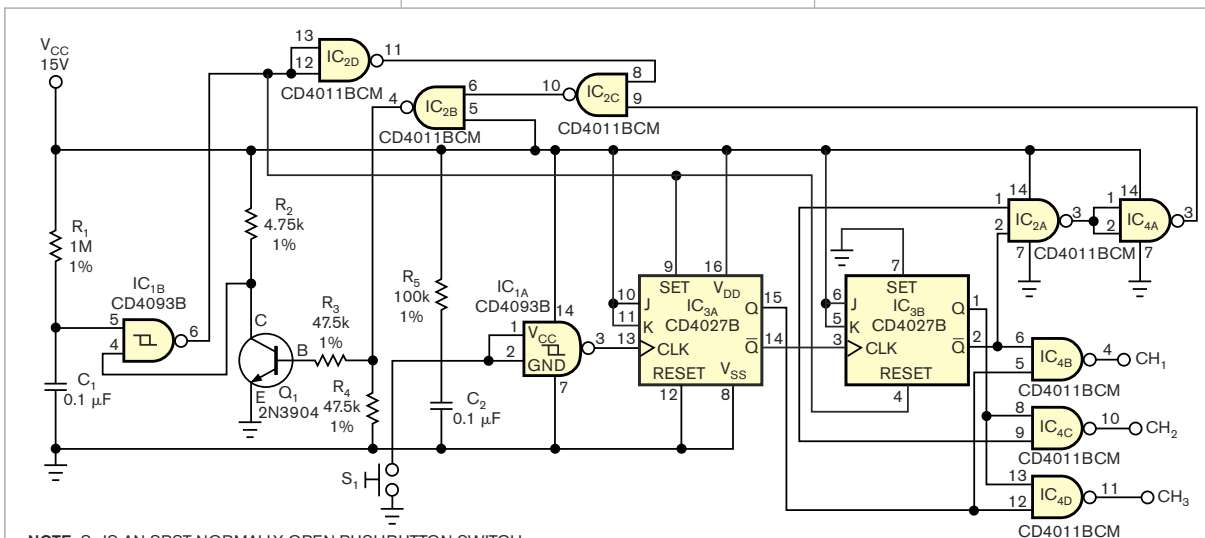 VCC
15V
13
12
IC2D
11
CD4011BCM
4
IC2B
6
5
CD4011BCM
10
IC2C
8
9
CD4011BCM
R1
1M
1%
R2
4.75k
1%
IC1B
CD4093B
5
4
6
C1
0.1 µF
C
B
E
Q1
2N3904
R3
47.5k
1%
R4
47.5k
1%
R5
100k
1%
C2
0.1 µF
S1
IC1A
CD4093B
14
1
2
VCC
GND
3
7
13
10
11
9
16
SET
VDD
J
K
IC3A
CD4027B
CLK
Q
Q
15
14
RESET
VSS
12
8
7
SET
6
5
3
J
K
IC3B
CD4027B
CLK
Q
Q
1
2
RESET
4
14
1
2
IC2A
3
7
CD4011BCM
14
1
2
IC4A
3
7
6
5
IC4B
4
CH1
CD4011BCM
8
9
IC4C
10
CH2
CD4011BCM
13
12
IC4D
11
CH3
CD4011BCM